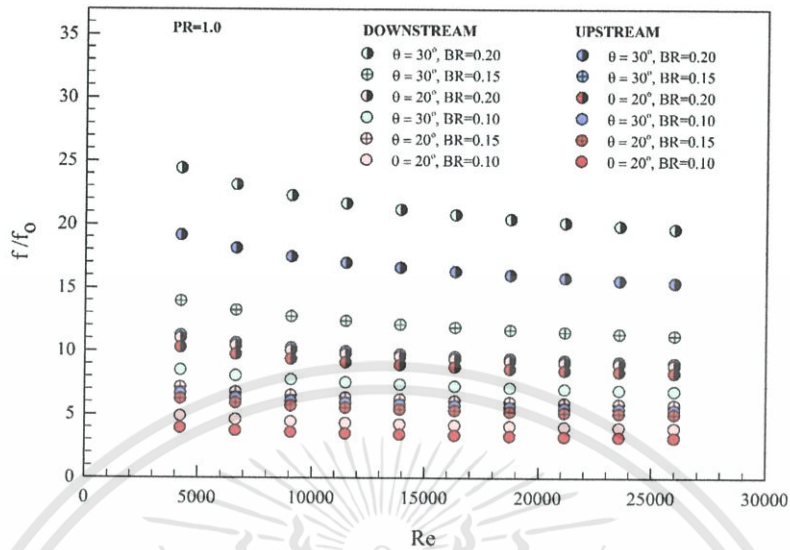 PR=1.0
DOWNSTREAM
θ = 30°, BR=0.20
θ = 30°, BR=0.15
θ = 20°, BR=0.20
θ = 30°, BR=0.10
θ = 20°, BR=0.15
θ = 20°, BR=0.10
UPSTREAM
θ = 30°, BR=0.20
θ = 30°, BR=0.15
θ = 20°, BR=0.20
θ = 30°, BR=0.10
θ = 20°, BR=0.15
θ = 20°, BR=0.10
f/f₀
35
30
25
20
15
10
5
0
0
5000
10000
15000
20000
25000
30000
Re